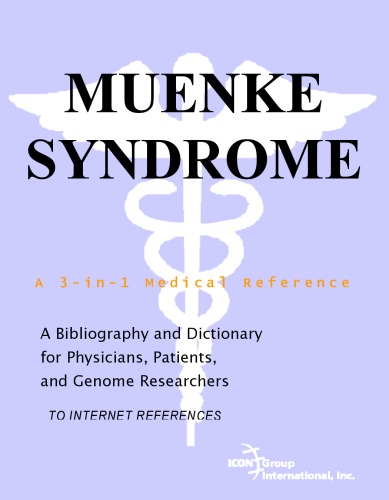 MUENKE
SYNDROME
A 3-in-1 Medical Reference
A Bibliography and Dictionary
for Physicians, Patients,
and Genome Researchers
TO INTERNET REFERENCES
ICON Group
International, Inc.